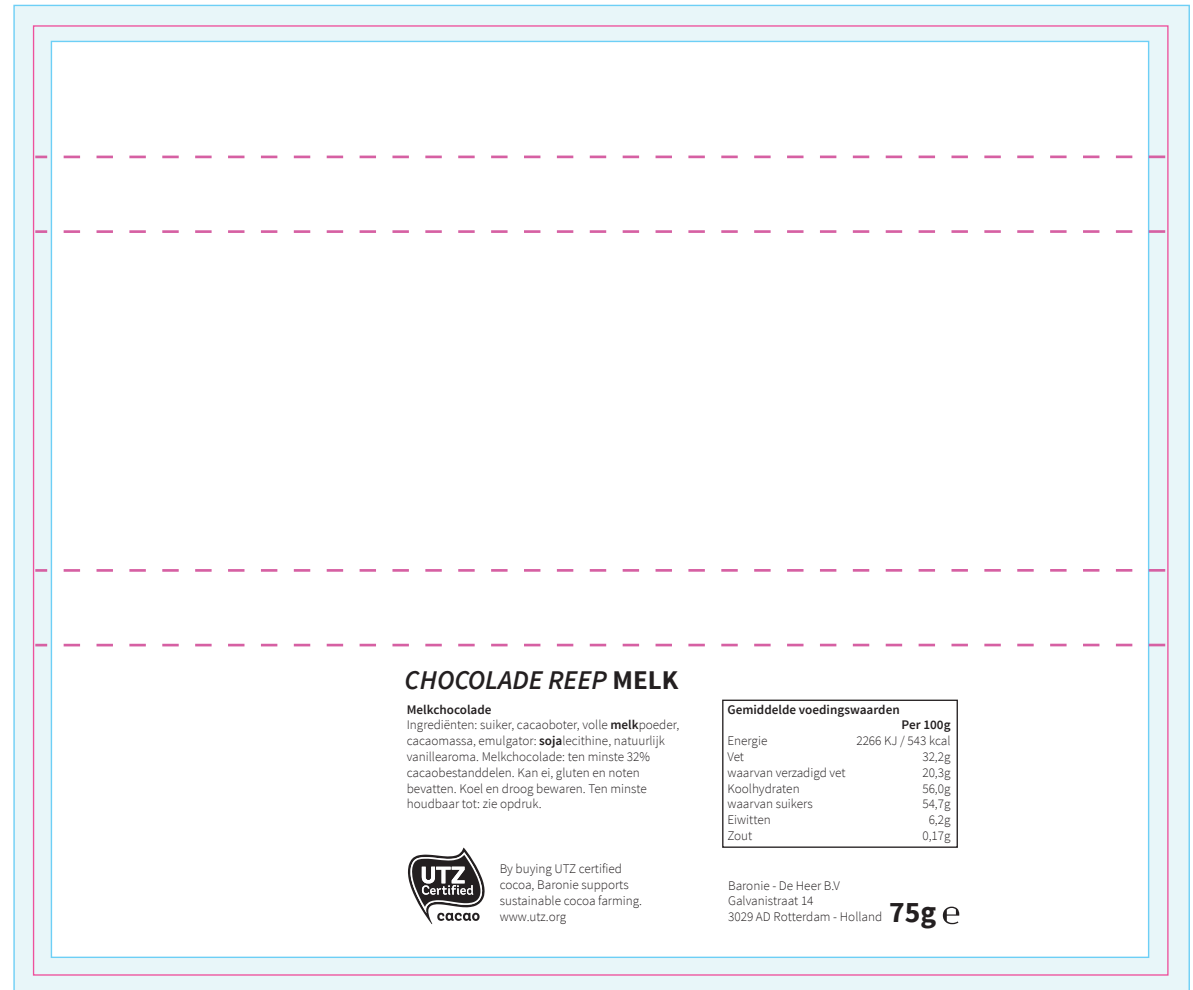 CHOCOLADE REEP MELK
Melkchocolade
Ingrediënten: suiker, cacaoboter, volle melkpoeder,
cacaomassa, emulgator: sojalecithine, natuurlijk
vanillearoma. Melkchocolade: ten minste 32%
cacaobestanddelen. Kan ei, gluten en noten
bevatten. Koel en droog bewaren. Ten minste
houdbaar tot: zie opdruk.
Gemiddelde voedingswaarden
Per 100g
Energie 2266 KJ / 543 kcal
Vet 32,2g
waarvan verzadigd vet 20,3g
Koolhydraten 56,0g
waarvan suikers 54,7g
Eiwitten 6,2g
Zout 0,17g
UTZ
Certified
cacao
By buying UTZ certified
cocoa, Baronie supports
sustainable cocoa farming.
www.utz.org
Baronie - De Heer B.V
Galvanistraat 14
3029 AD Rotterdam - Holland
75g ℮